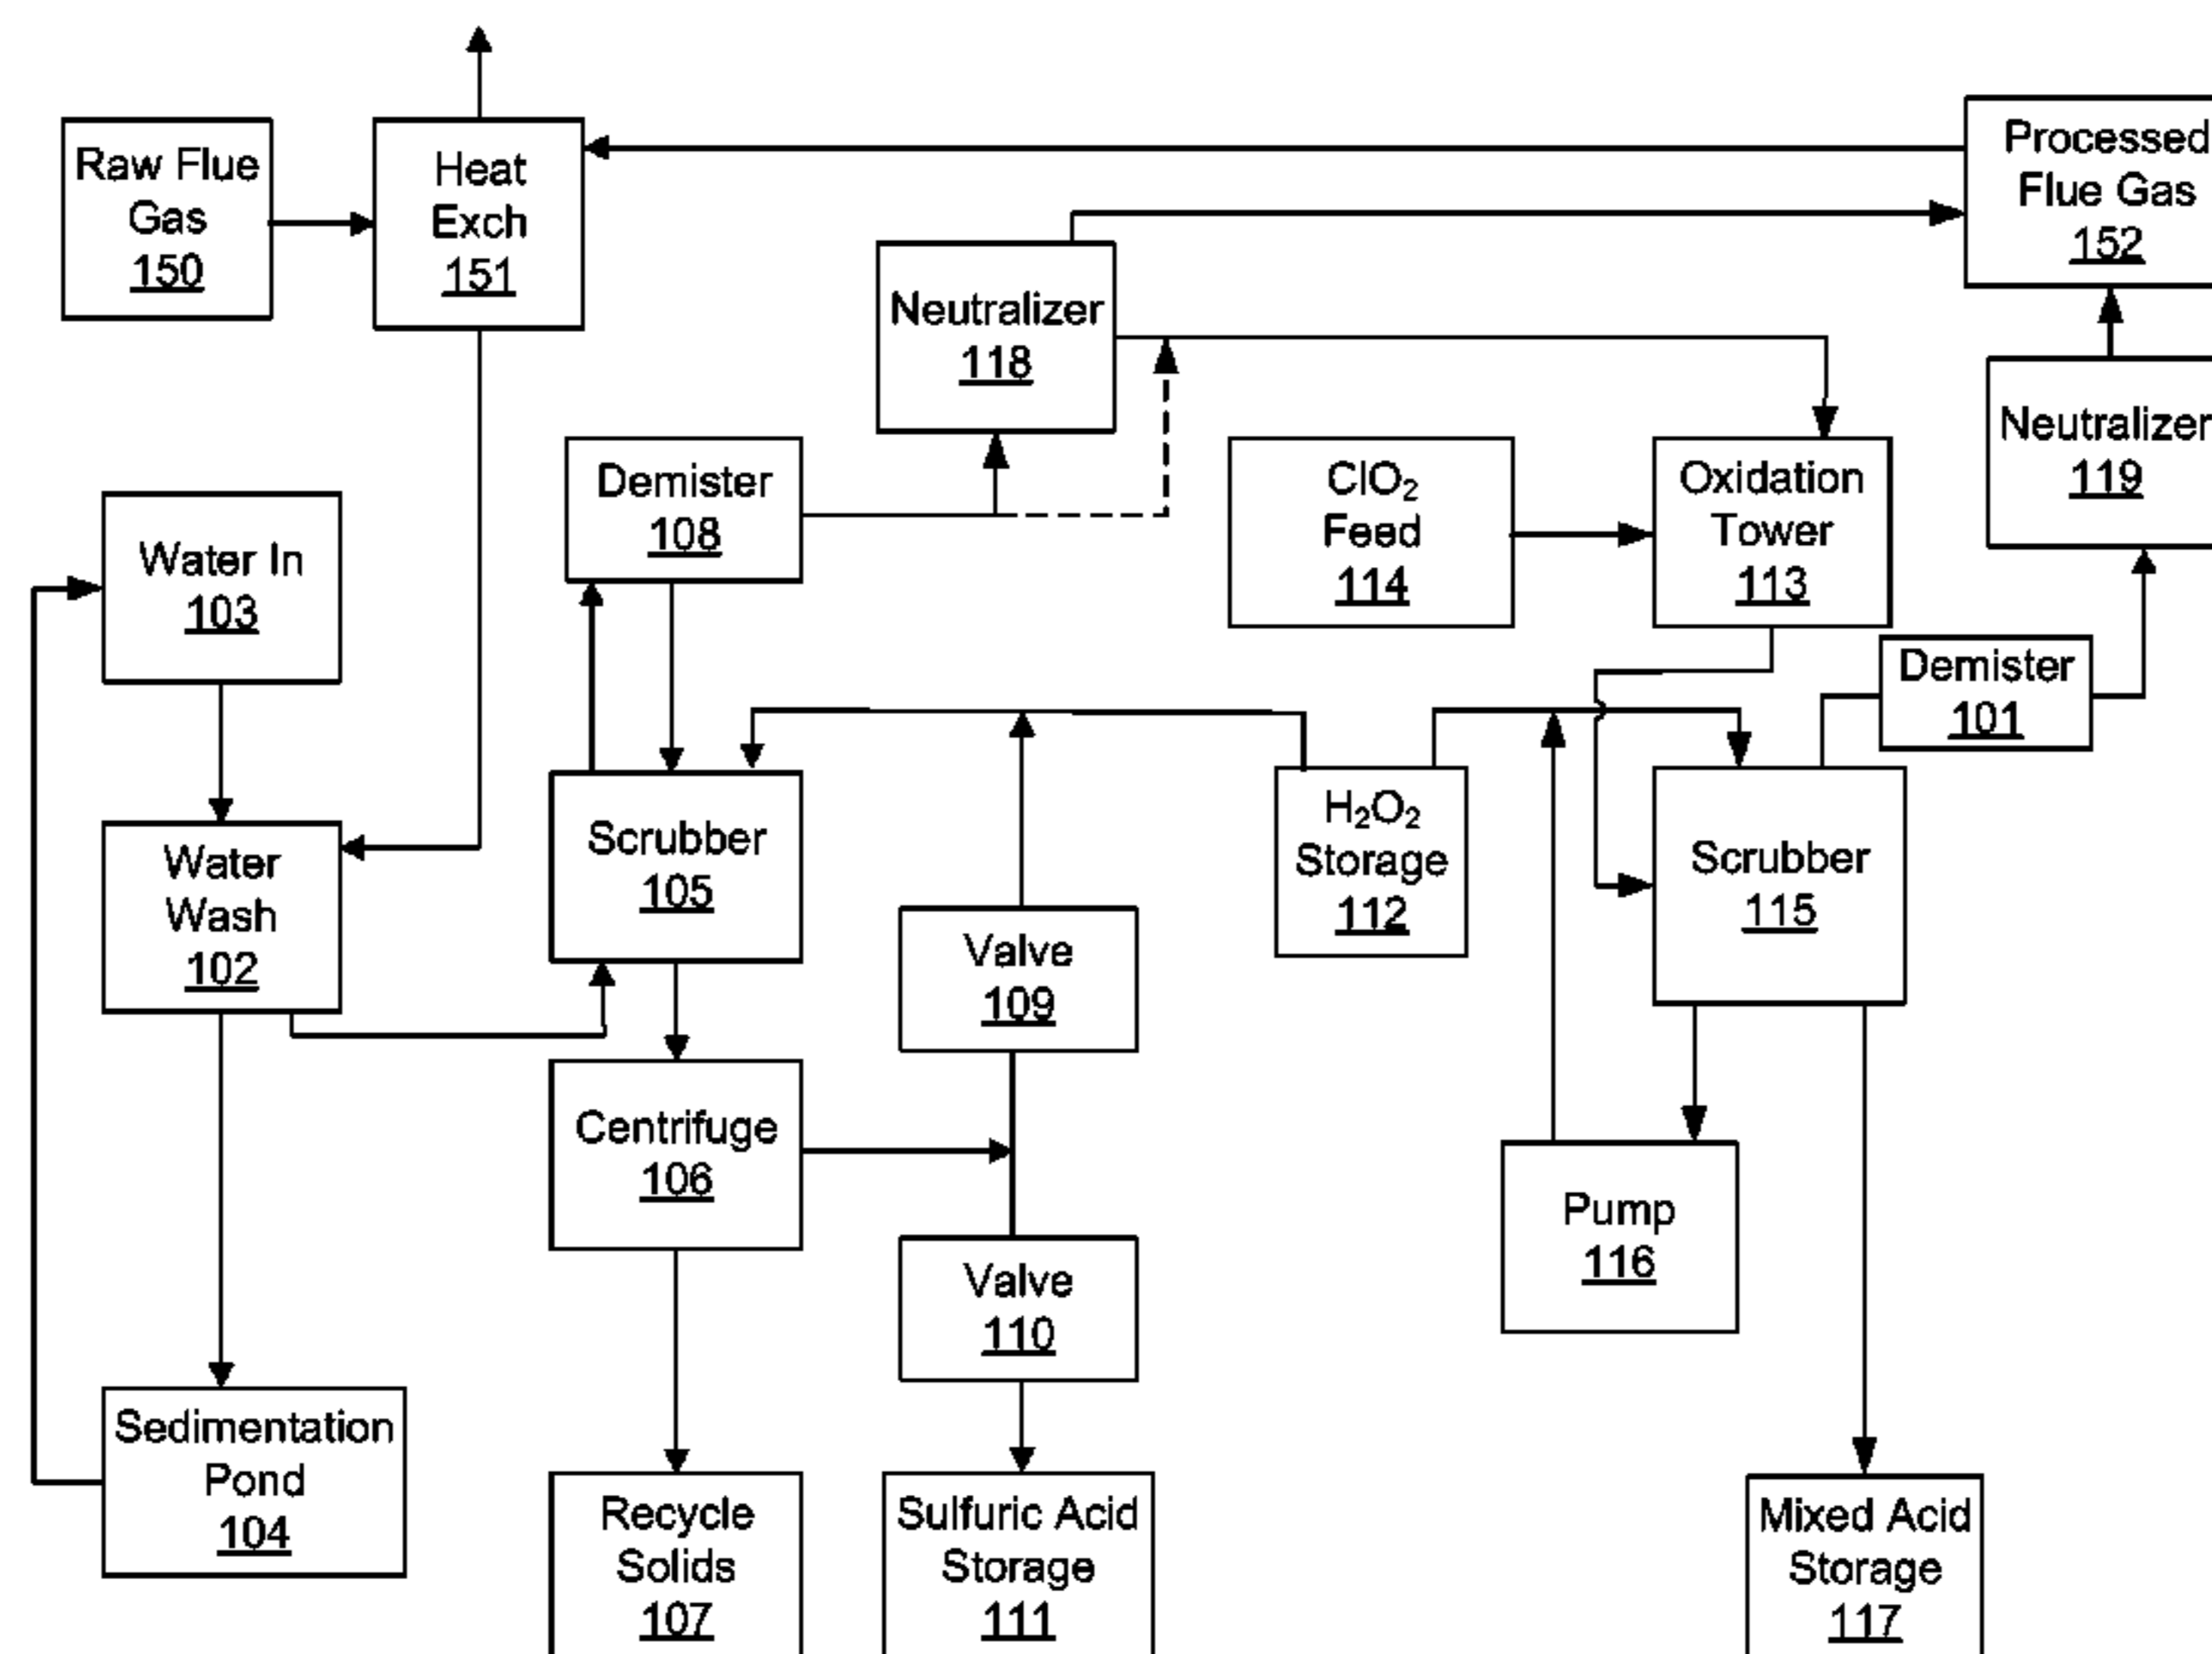 Raw Flue
Gas
150
Heat
Exch
151
Processed
Flue Gas
152
Neutralizer
118
Neutralizer
119
Demister
108
ClO₂
Feed
114
Oxidation
Tower
113
Water In
103
Demister
101
Water
Wash
102
Scrubber
105
H₂O₂
Storage
112
Scrubber
115
Valve
109
Centrifuge
106
Pump
116
Valve
110
Sedimentation
Pond
104
Recycle
Solids
107
Sulfuric Acid
Storage
111
Mixed Acid
Storage
117